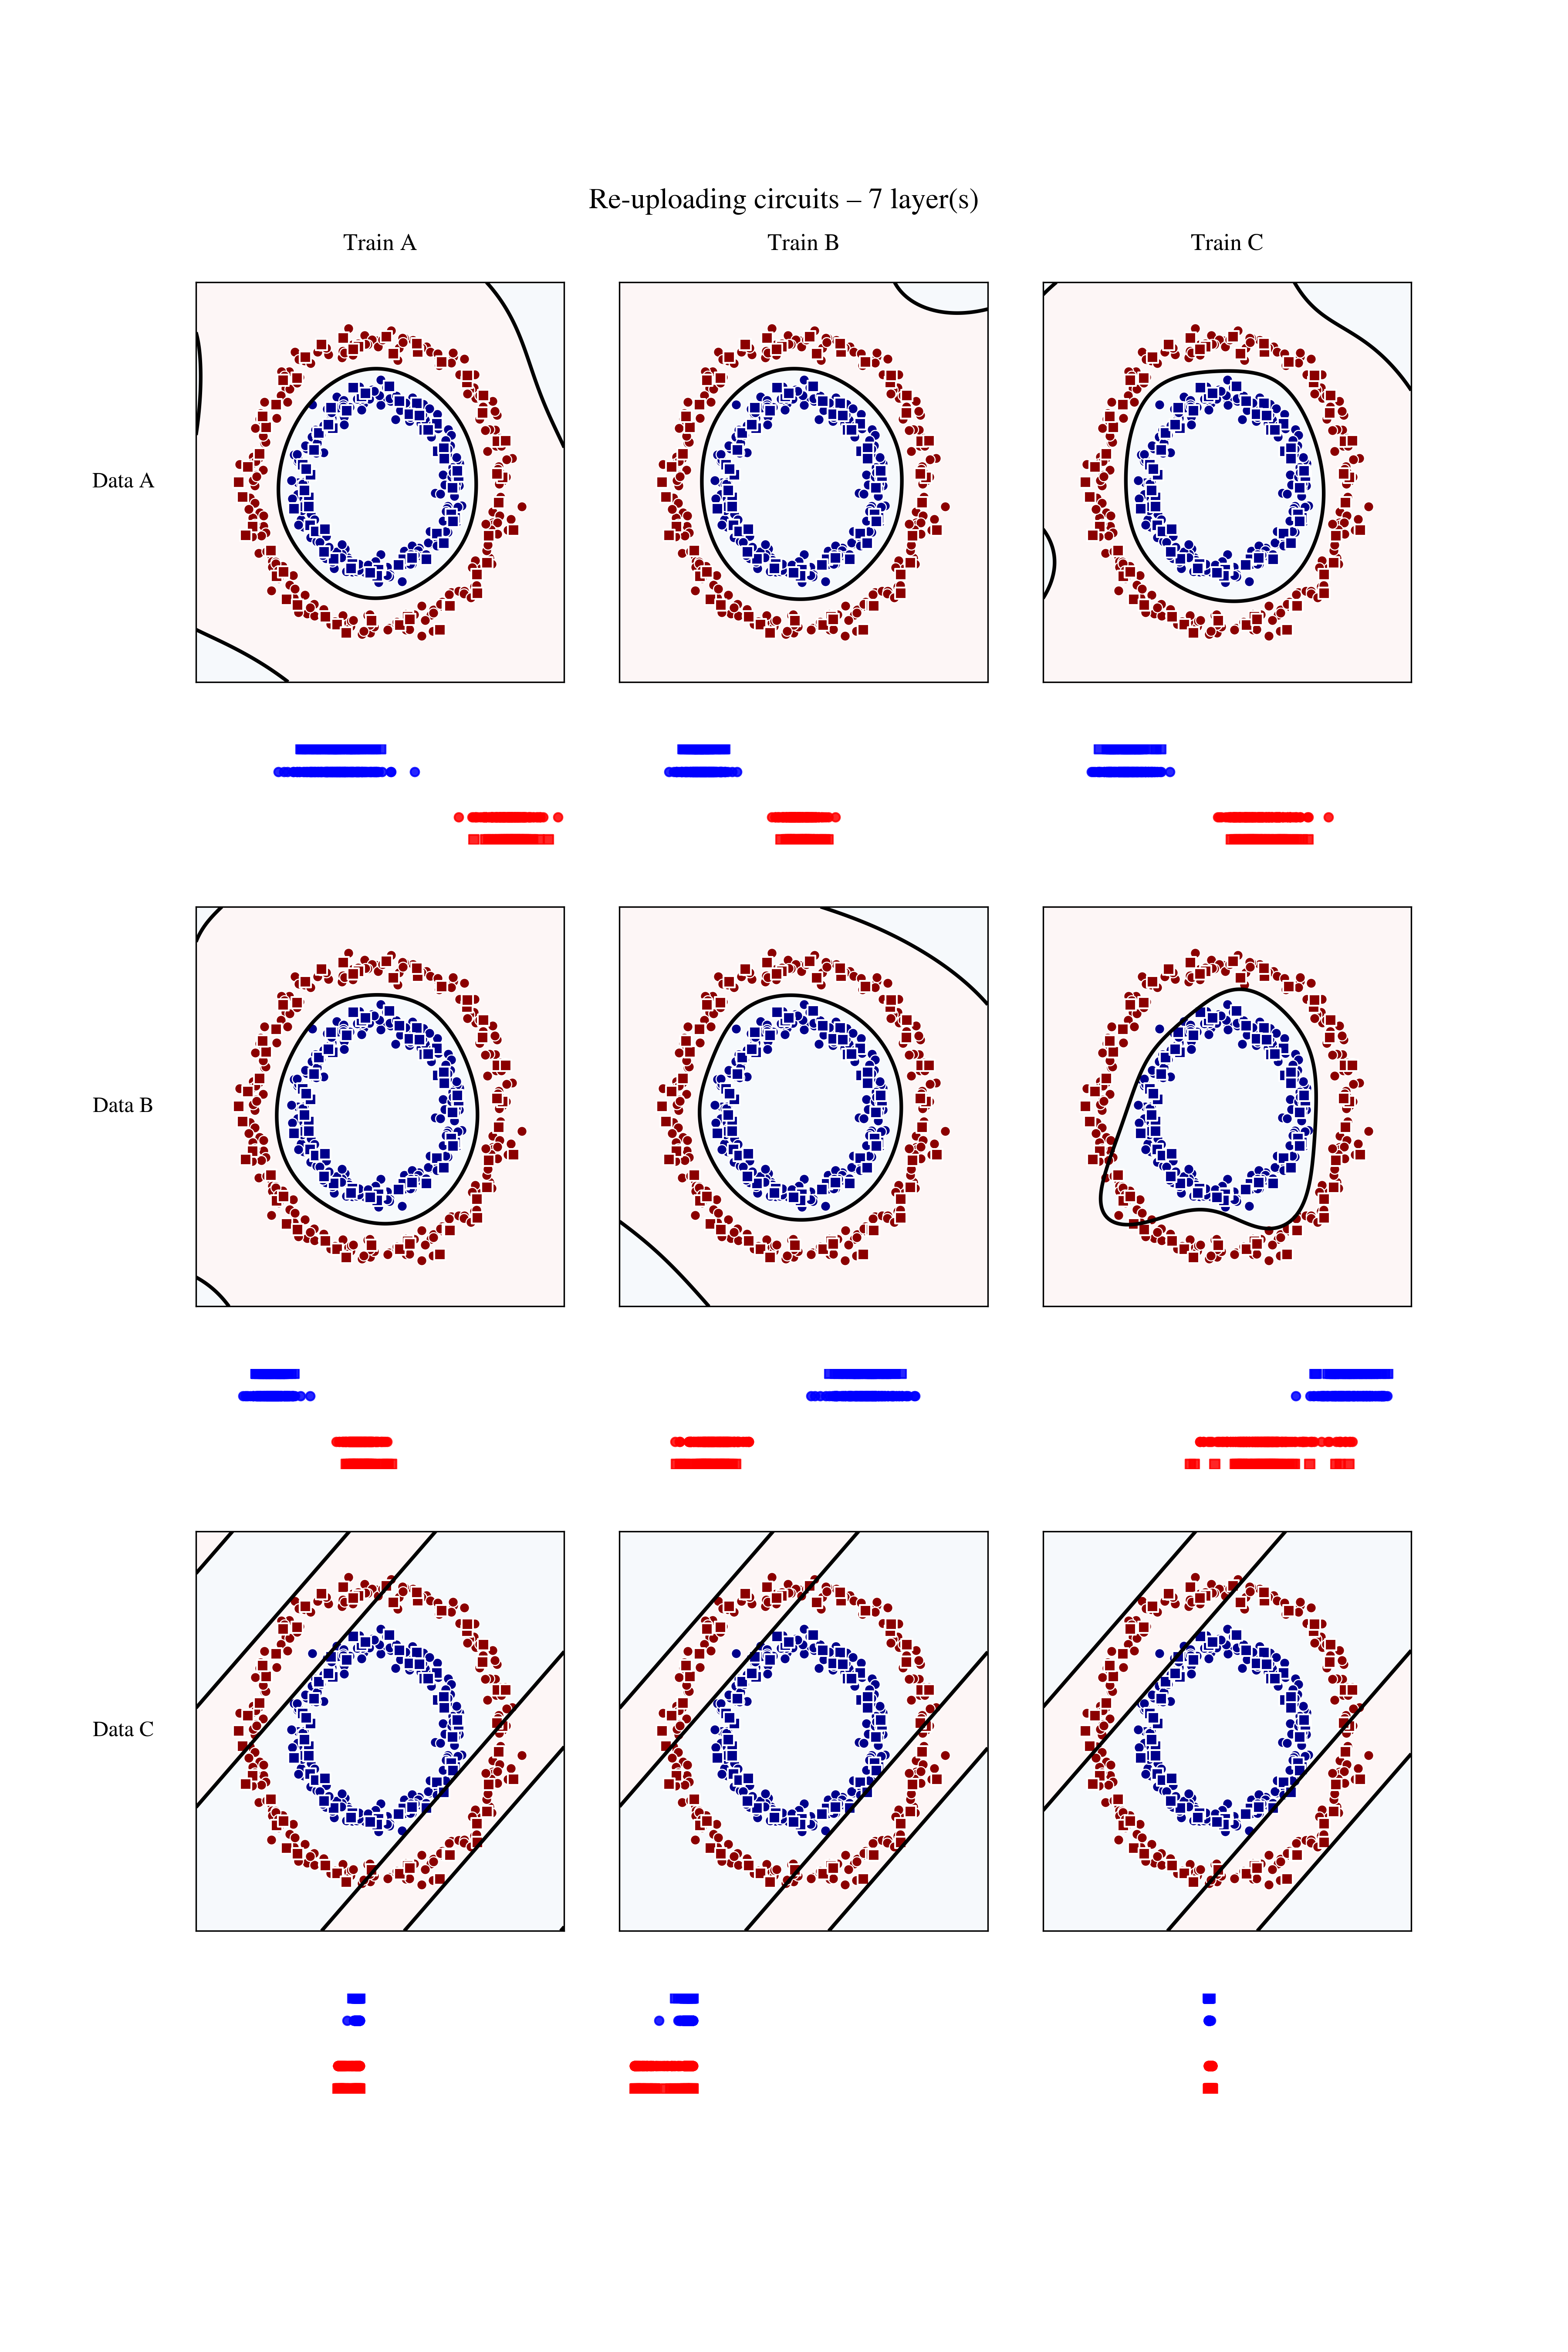 Re-uploading circuits – 7 layer(s)
Train A
Train B
Train C
Data A
Data B
Data C